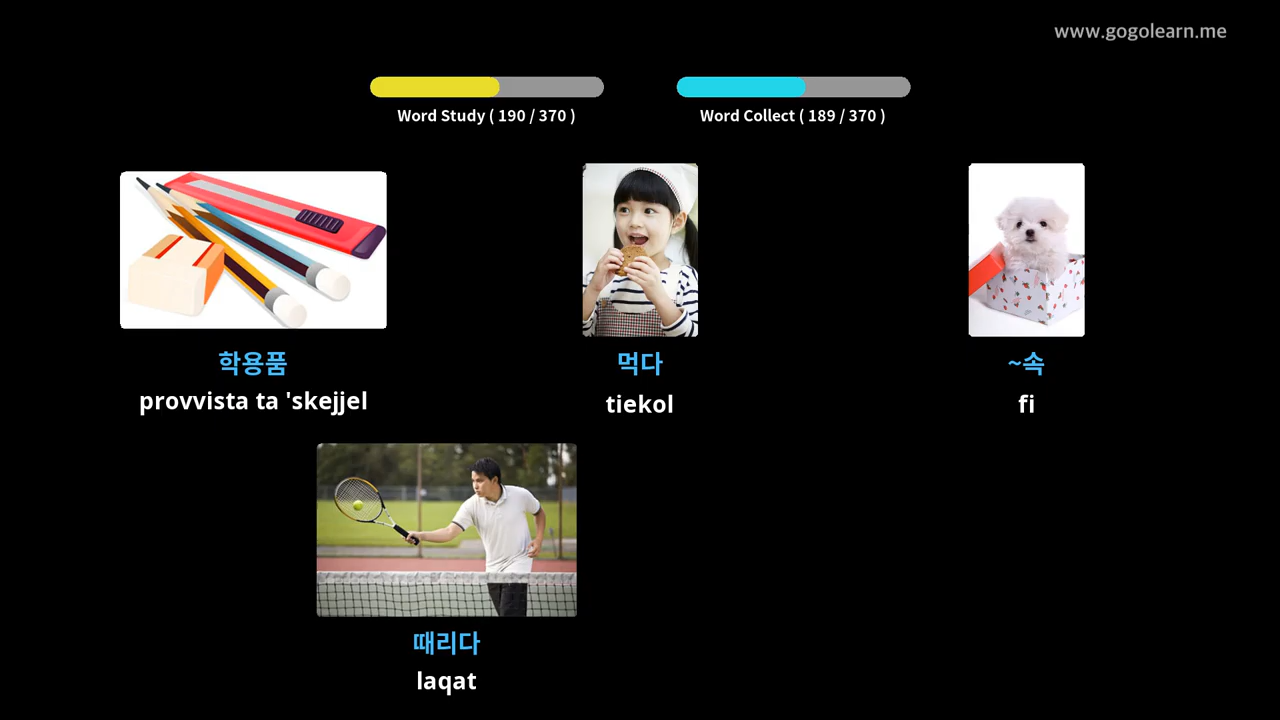 www.gogolearn.me
Word Study ( 190 / 370 )
Word Collect ( 189 / 370 )
학용품
provvista ta 'skejjel
먹다
tiekol
~속
fi
때리다
laqat